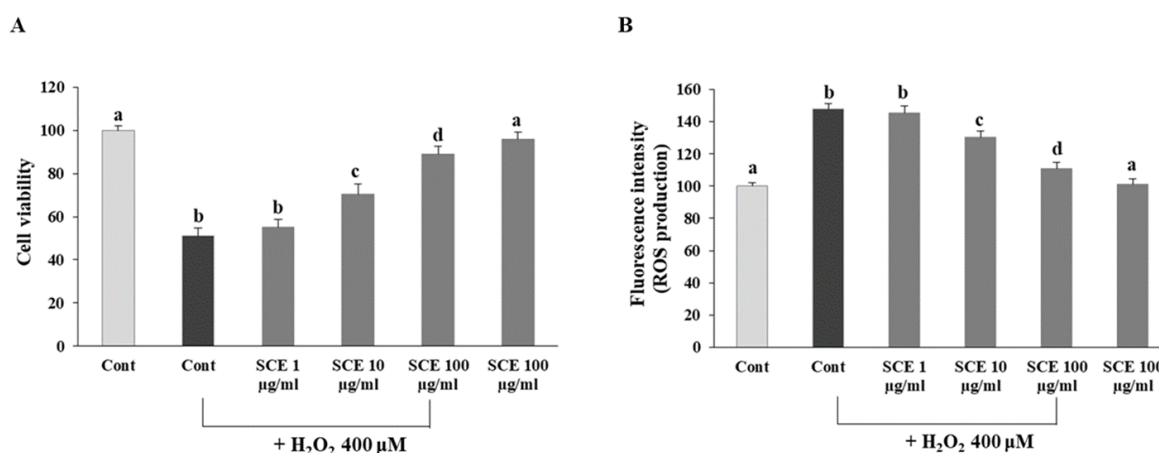 A
Cell viability
120
100
80
60
40
20
0
a
b
b
c
d
a
Cont
Cont
SCE 1
µg/ml
SCE 10
µg/ml
SCE 100
µg/ml
SCE 100
µg/ml
+ H₂O₂ 400 µM
B
Fluorescence intensity
(ROS production)
160
140
120
100
80
60
40
20
0
a
b
b
c
d
a
Cont
Cont
SCE 1
µg/ml
SCE 10
µg/ml
SCE 100
µg/ml
SCE 100
µg/ml
+ H₂O₂ 400 µM